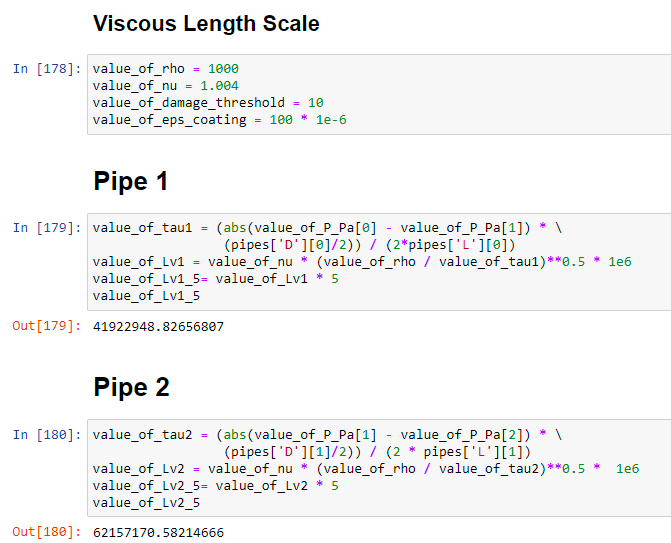 Viscous Length Scale
In [178]: value_of_rho = 1000
value_of_nu = 1.004
value_of_damage_threshold = 10
value_of_eps_coating = 100 * 1e-6
Pipe 1
In [179]: value_of_tau1 = (abs(value_of_P_Pa[0] - value_of_P_Pa[1]) * \
(pipes['D'][0]/2)) / (2*pipes['L'][0])
value_of_Lv1 = value_of_nu * (value_of_rho / value_of_tau1)**0.5 * 1e6
value_of_Lv1_5= value_of_Lv1 * 5
value_of_Lv1_5
Out[179]: 41922948.82656807
Pipe 2
In [180]: value_of_tau2 = (abs(value_of_P_Pa[1] - value_of_P_Pa[2]) * \
(pipes['D'][1]/2)) / (2 * pipes['L'][1])
value_of_Lv2 = value_of_nu * (value_of_rho / value_of_tau2)**0.5 *  1e6
value_of_Lv2_5= value_of_Lv2 * 5
value_of_Lv2_5
Out[180]: 62157170.58214666